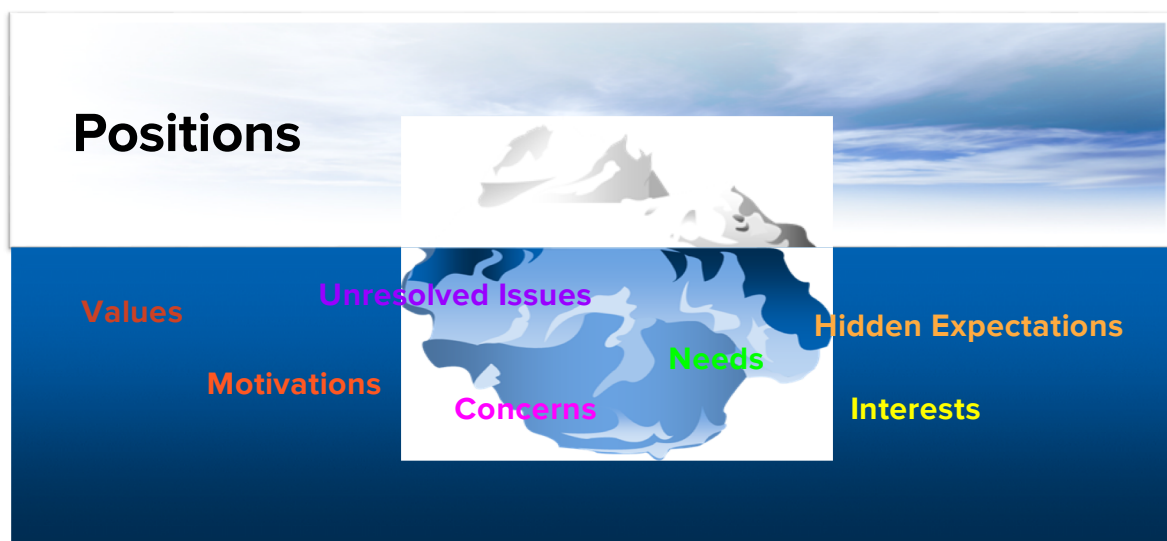 Positions
Unresolved Issues
Values
Hidden Expectations
Needs
Motivations
Concerns
Interests